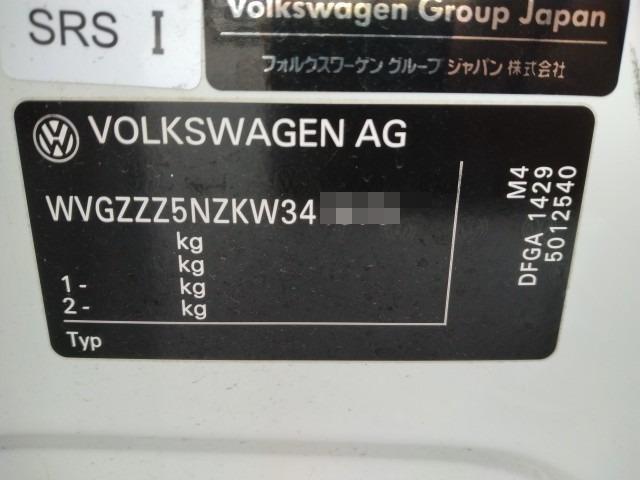 SRS I
Volkswagen Group Japan
フォルクスワーゲン グループ ジャパン 株式会社
VOLKSWAGEN AG
WVGZZZ5NZKW34
kg
kg
1- kg
2- kg
Typ
M4
DFGA 1429
5012540